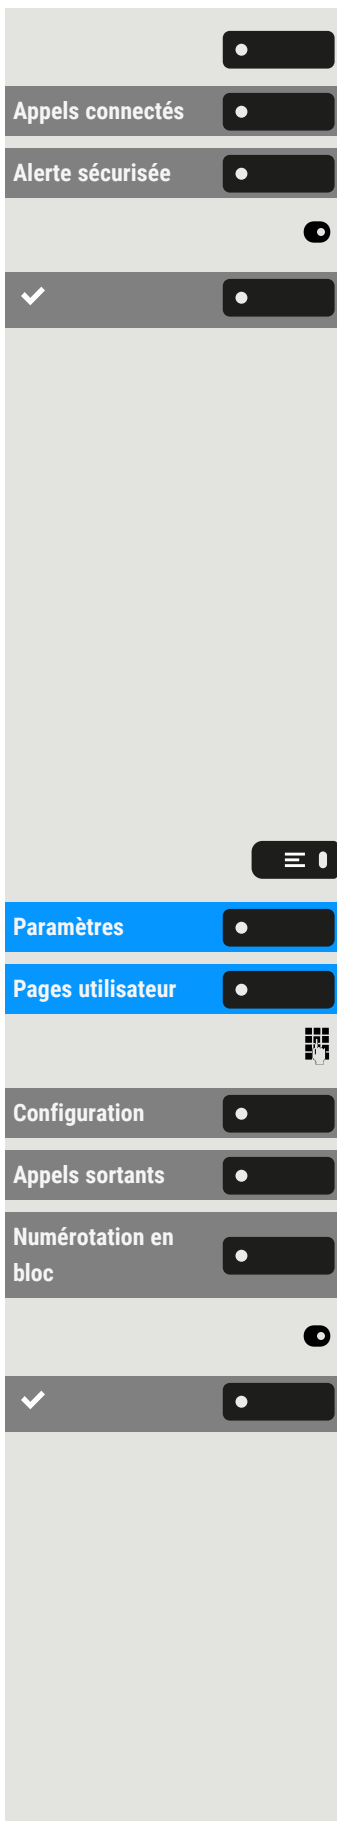 Appels connectés
Alerte sécurisée
Paramètres
Pages utilisateur
Configuration
Appels sortants
Numérotation en
bloc